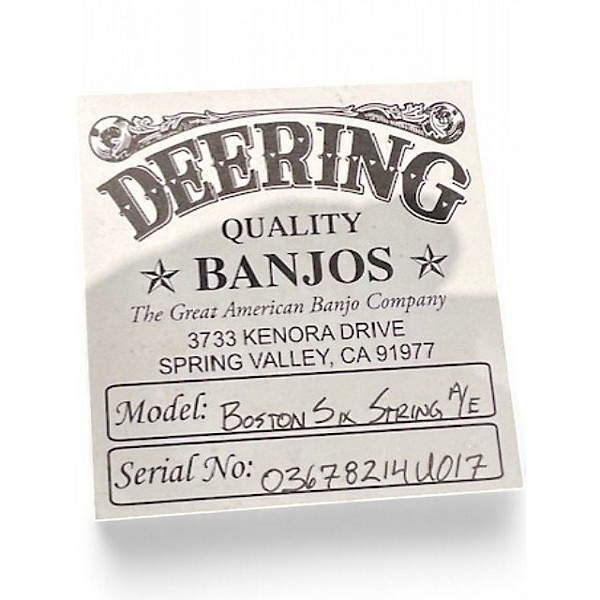 DEERING
QUALITY
BANJOS
The Great American Banjo Company
3733 KENORA DRIVE
SPRING VALLEY, CA 91977
Model: BOSTON SIX STRING A/E
Serial No: 03678214U017